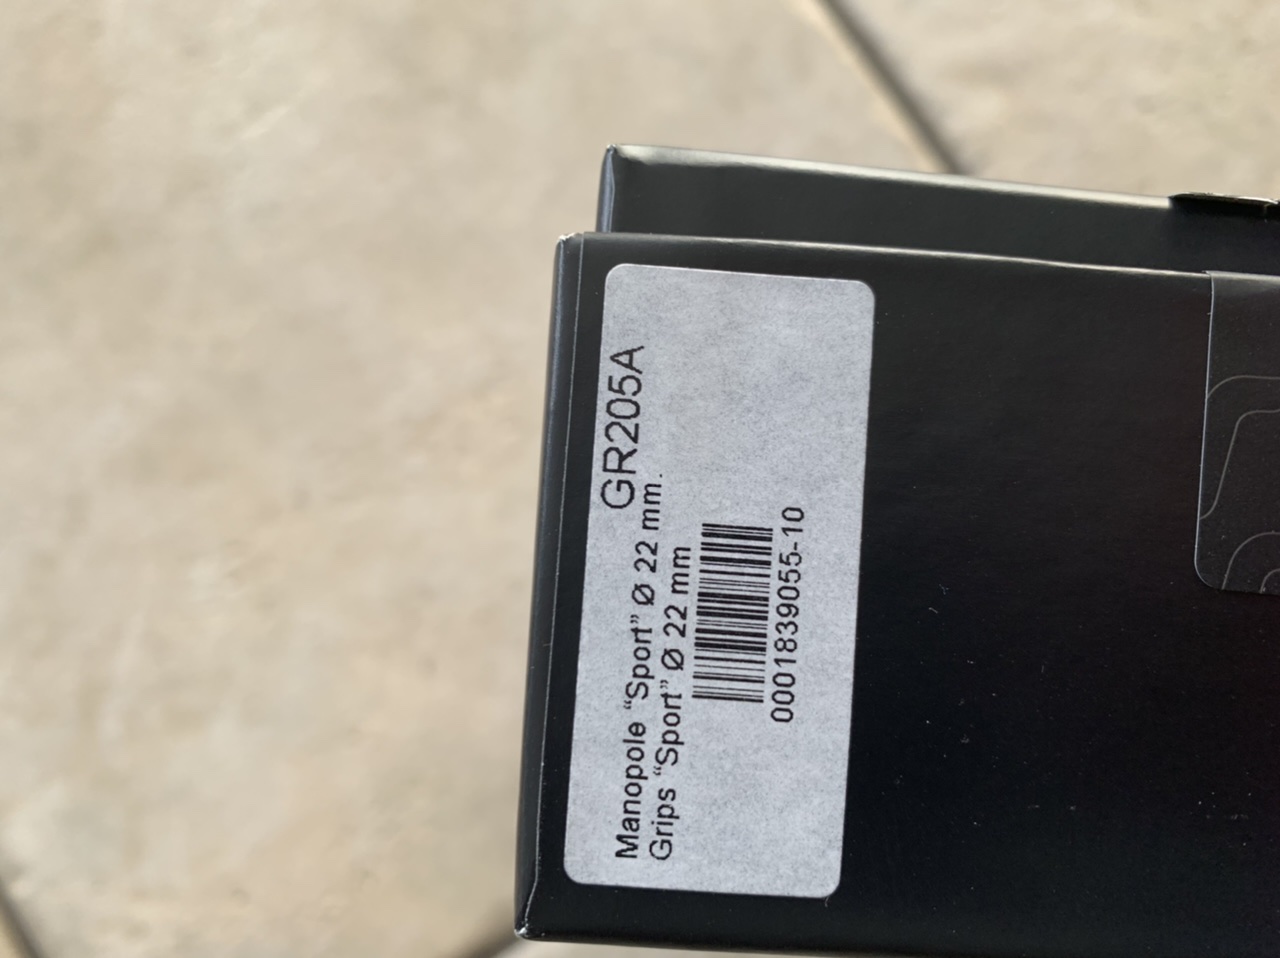 GR205A
Manopole “Sport” Ø 22 mm.
Grips “Sport” Ø 22 mm
0001839055-10